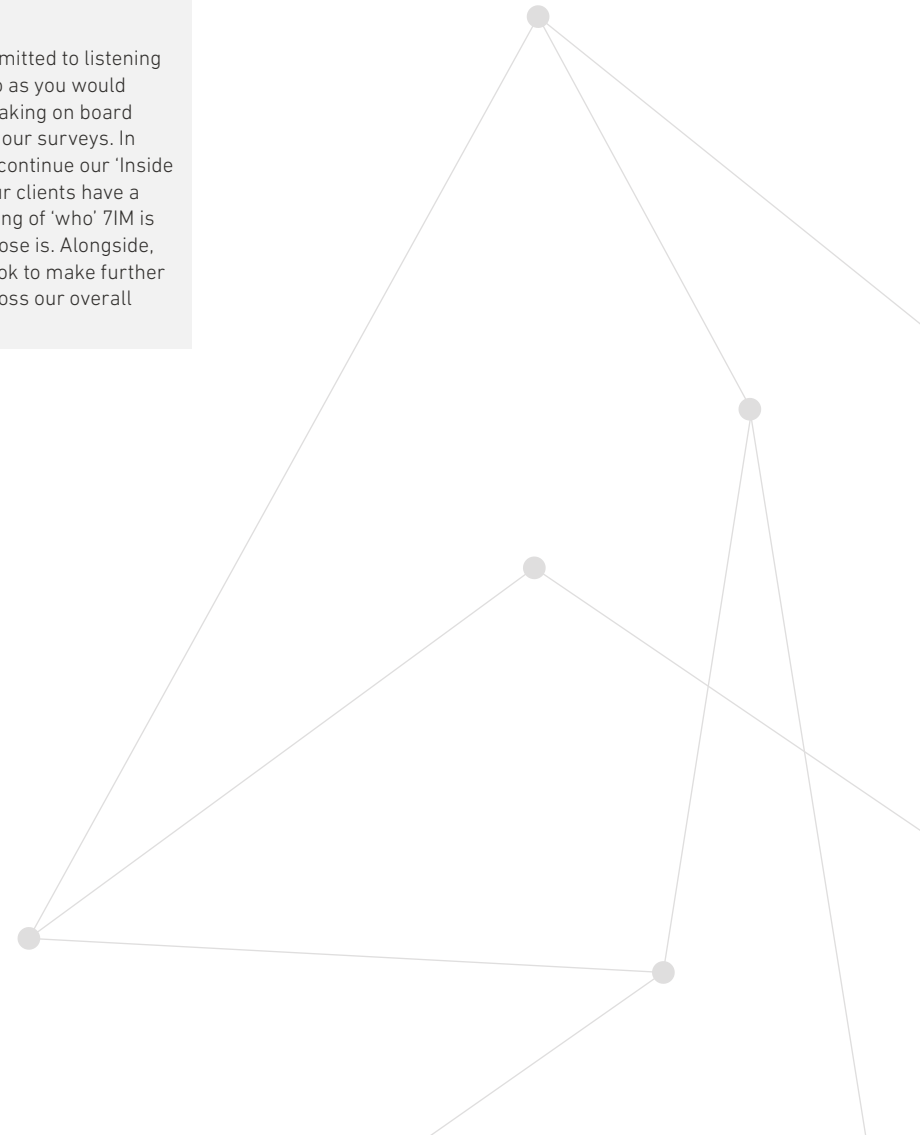 mitted to listening
o as you would
aking on board
our surveys. In
continue our ‘Inside
ur clients have a
ng of ‘who’ 7IM is
ose is. Alongside,
ok to make further
oss our overall